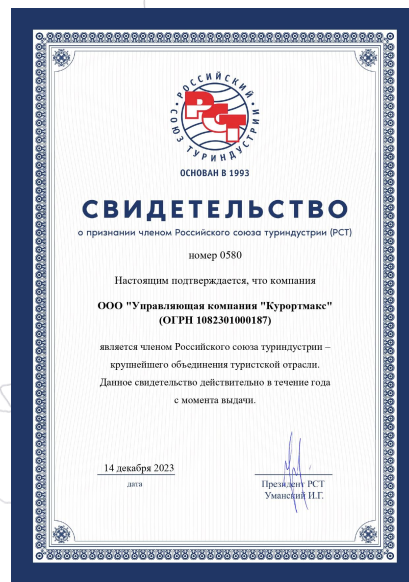 РОССИЙСКИЙ
СОЮЗ ТУРИНДУСТРИИ
РСТ
ОСНОВАН В 1993
СВИДЕТЕЛЬСТВО
о признании членом Российского союза туриндустрии (РСТ)
номер 0580
Настоящим подтверждается, что компания
ООО "Управляющая компания "Курортмакс"
(ОГРН 1082301000187)
является членом Российского союза туриндустрии –
крупнейшего объединения туристской отрасли.
Данное свидетельство действительно в течение года
с момента выдачи.
14 декабря 2023
дата
Президент РСТ
Уманский И.Г.